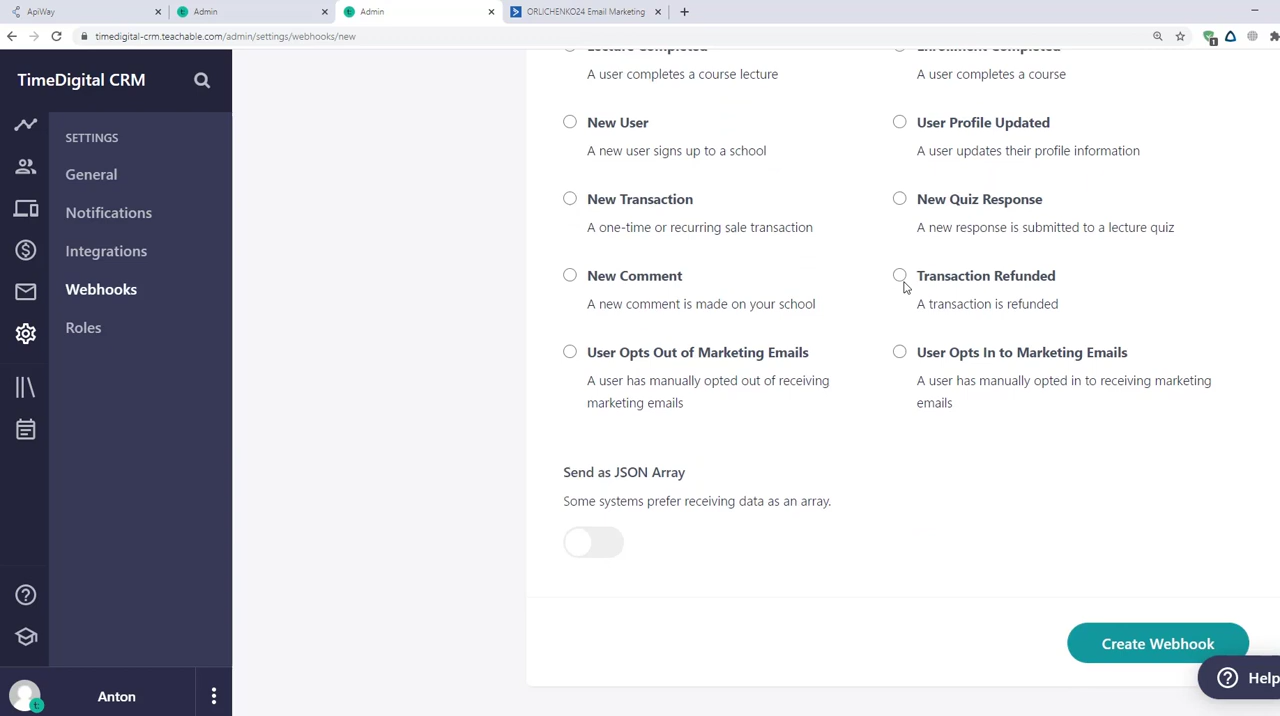 ApiWay
Admin
Admin
ORLICHENKO24 Email Marketing
timedigital-crm.teachable.com/admin/settings/webhooks/new
TimeDigital CRM
SETTINGS
General
Notifications
Integrations
Webhooks
Roles
Anton
Lecture Completed
A user completes a course lecture
Enrollment Completed
A user completes a course
New User
A new user signs up to a school
User Profile Updated
A user updates their profile information
New Transaction
A one-time or recurring sale transaction
New Quiz Response
A new response is submitted to a lecture quiz
New Comment
A new comment is made on your school
Transaction Refunded
A transaction is refunded
User Opts Out of Marketing Emails
A user has manually opted out of receiving
marketing emails
User Opts In to Marketing Emails
A user has manually opted in to receiving marketing
emails
Send as JSON Array
Some systems prefer receiving data as an array.
Create Webhook
Help